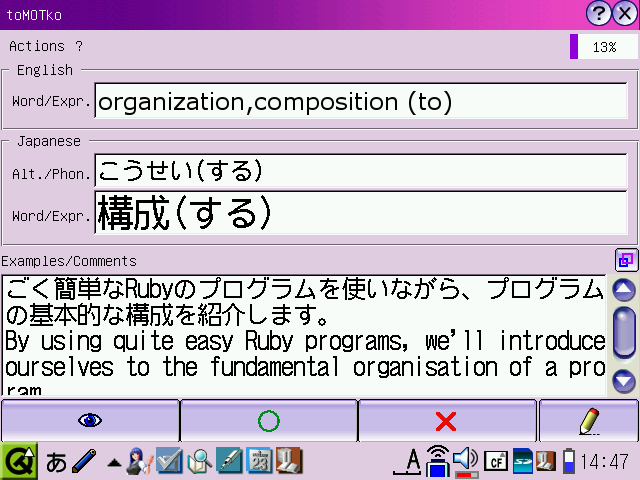 toMOTko
? X
Actions ?
13%
English
Word/Expr. organization,composition (to)
Japanese
Alt./Phon. こうせい(する)
Word/Expr. 構成(する)
Examples/Comments
ごく簡単なRubyのプログラムを使いながら、プログラム
の基本的な構成を紹介します。
By using quite easy Ruby programs, we'll introduce
ourselves to the fundamental organisation of a pro
ram
あ 23 A CF 14:47